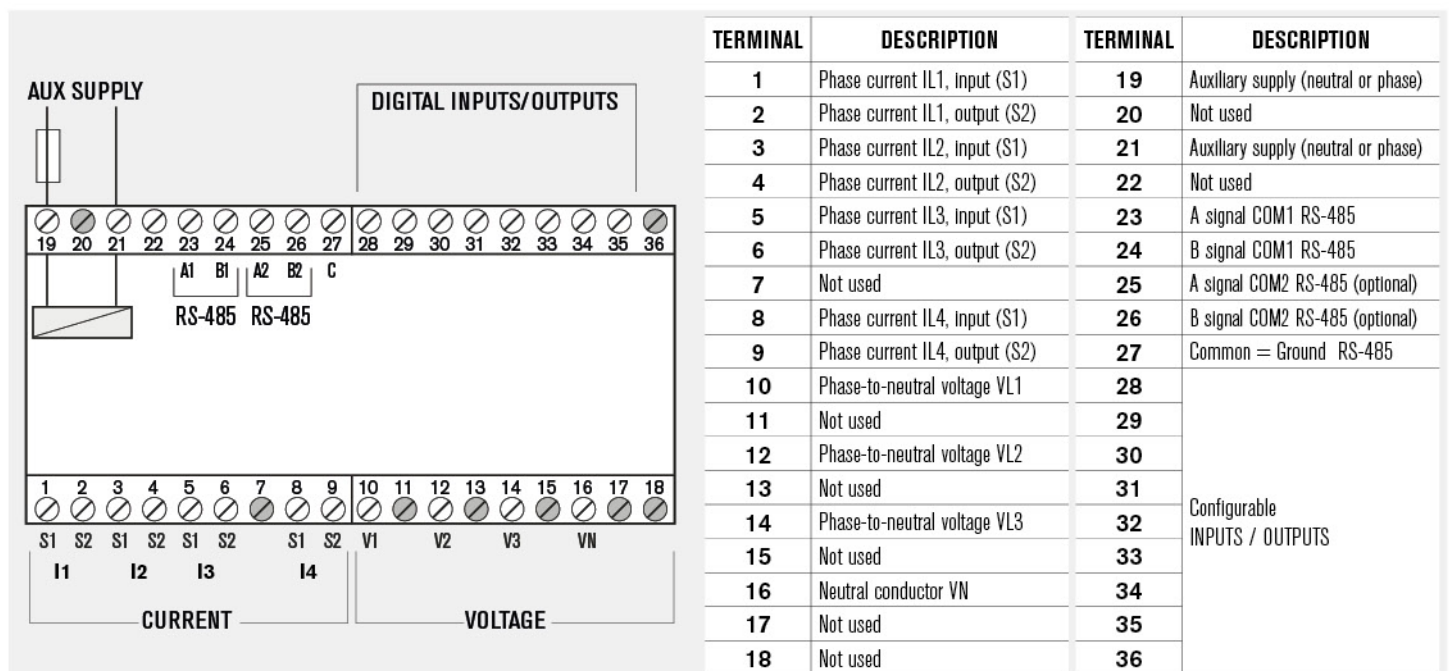 AUX SUPPLY
DIGITAL INPUTS/OUTPUTS
19 20 21 22 23 24 25 26 27 28 29 30 31 32 33 34 35 36
A1 B1 A2 B2 C
RS-485 RS-485
1 2 3 4 5 6 7 8 9 10 11 12 13 14 15 16 17 18
S1 S2 S1 S2 S1 S2 S1 S2 V1 V2 V3 VN
I1 I2 I3 I4
CURRENT VOLTAGE
TERMINAL DESCRIPTION TERMINAL DESCRIPTION
1 Phase current IL1, input (S1) 19 Auxiliary supply (neutral or phase)
2 Phase current IL1, output (S2) 20 Not used
3 Phase current IL2, input (S1) 21 Auxiliary supply (neutral or phase)
4 Phase current IL2, output (S2) 22 Not used
5 Phase current IL3, input (S1) 23 A signal COM1 RS-485
6 Phase current IL3, output (S2) 24 B signal COM1 RS-485
7 Not used 25 A signal COM2 RS-485 (optional)
8 Phase current IL4, input (S1) 26 B signal COM2 RS-485 (optional)
9 Phase current IL4, output (S2) 27 Common = Ground RS-485
10 Phase-to-neutral voltage VL1 28
11 Not used 29
12 Phase-to-neutral voltage VL2 30
13 Not used 31
Configurable
14 Phase-to-neutral voltage VL3 32
INPUTS / OUTPUTS
15 Not used 33
16 Neutral conductor VN 34
17 Not used 35
18 Not used 36